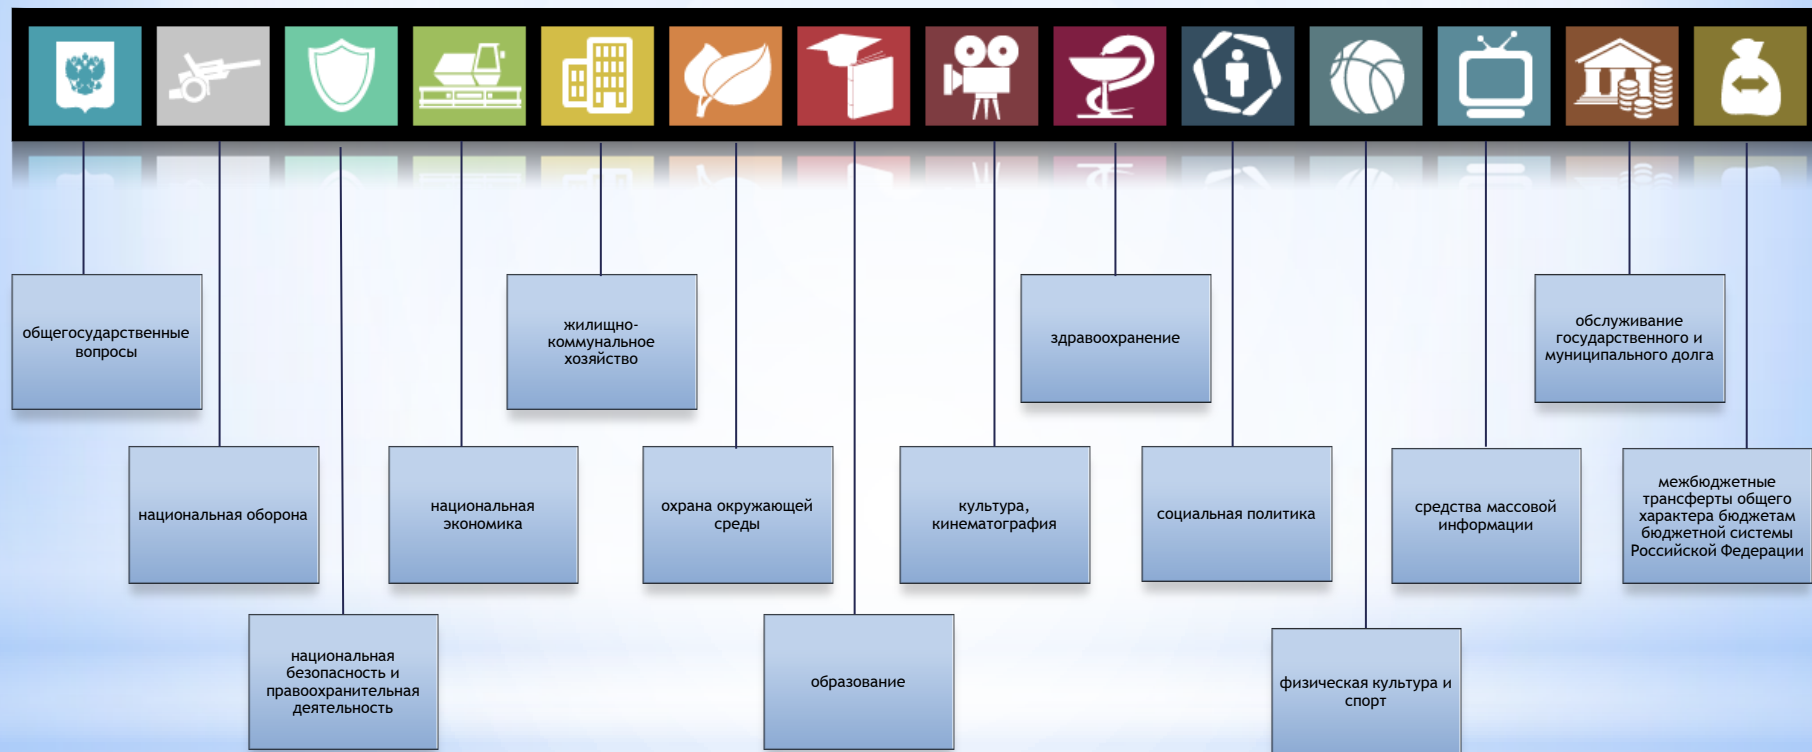 общегосударственные
вопросы
жилищно-
коммунальное
хозяйство
здравоохранение
обслуживание
государственного и
муниципального долга
национальная оборона
национальная
экономика
охрана окружающей
среды
культура,
кинематография
социальная политика
средства массовой
информации
межбюджетные
трансферты общего
характера бюджетам
бюджетной системы
Российской Федерации
национальная
безопасность и
правоохранительная
деятельность
образование
физическая культура и
спорт